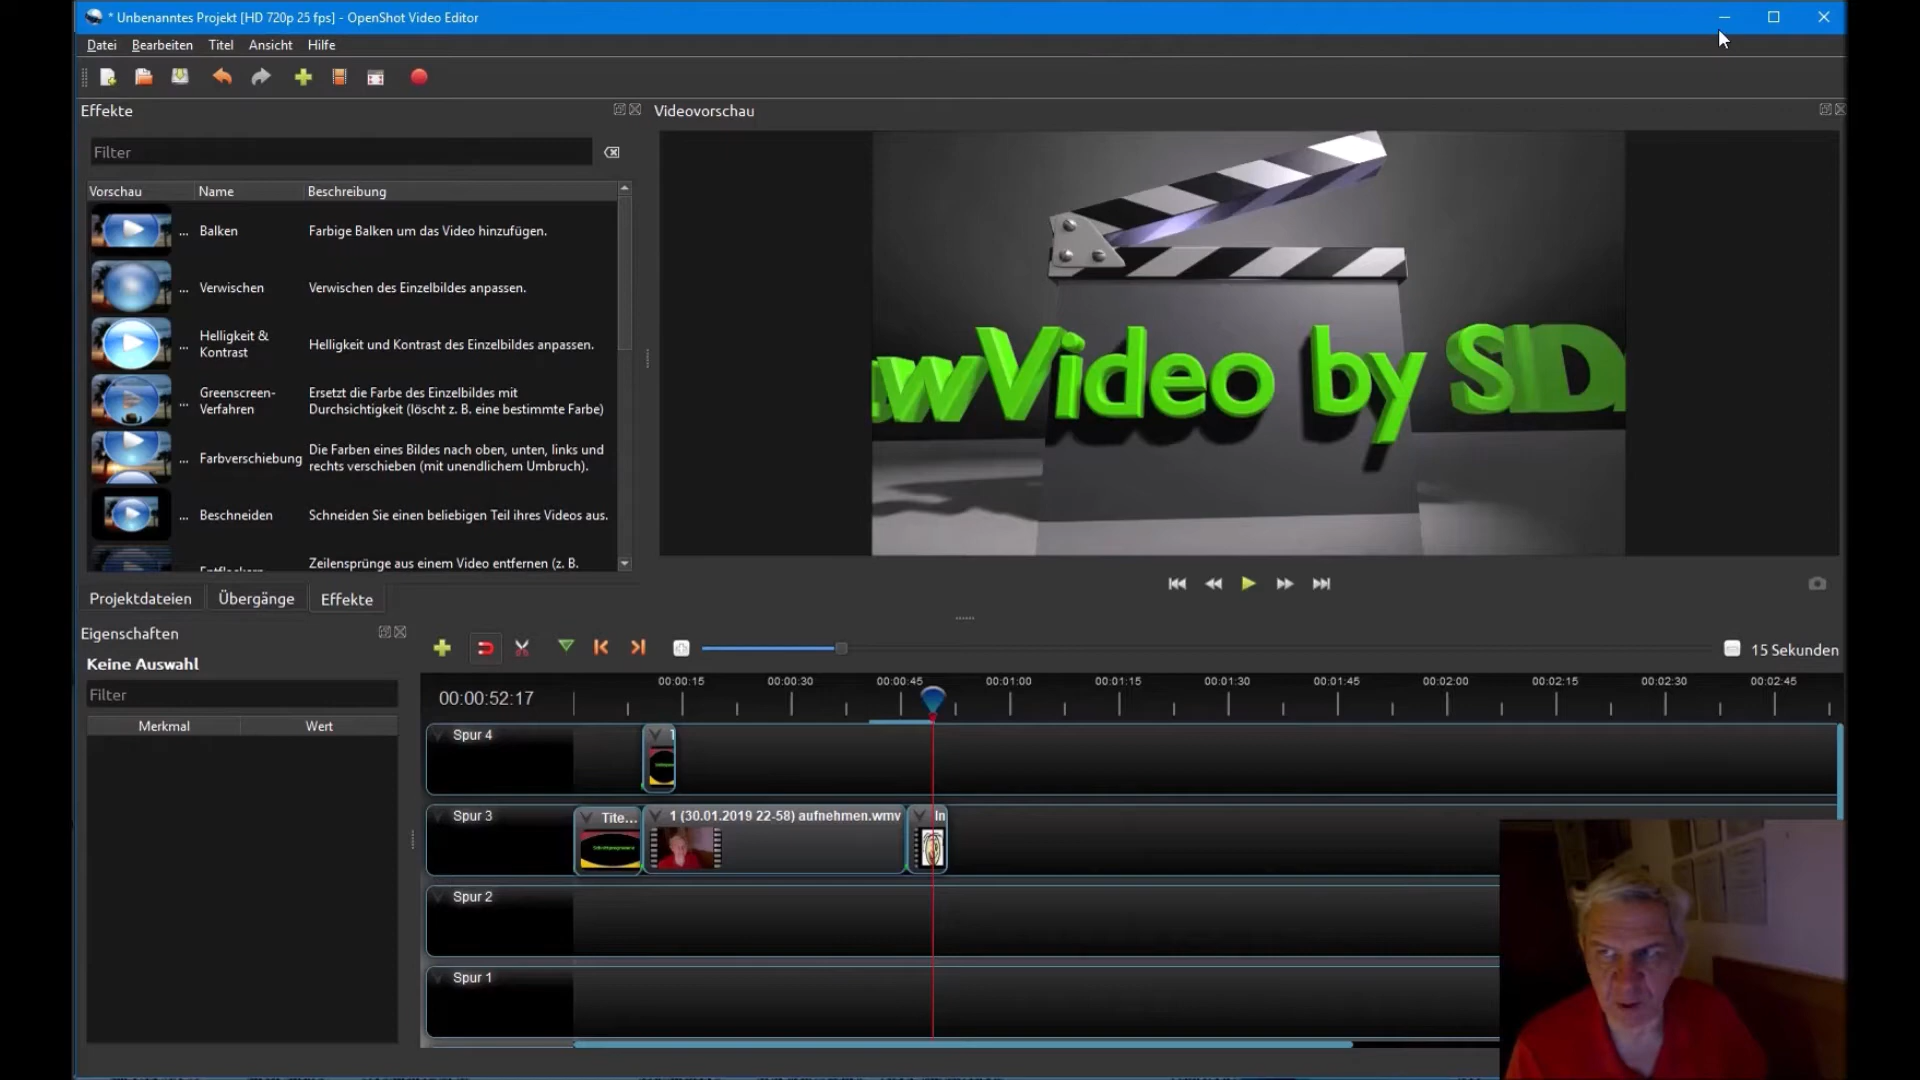 * Unbenanntes Projekt [HD 720p 25 fps] - OpenShot Video Editor
Datei Bearbeiten Titel Ansicht Hilfe
Effekte
Videovorschau
Filter
Vorschau Name Beschreibung
... Balken Farbige Balken um das Video hinzufügen.
... Verwischen Verwischen des Einzelbildes anpassen.
... Helligkeit & Kontrast Helligkeit und Kontrast des Einzelbildes anpassen.
... Greenscreen-Verfahren Ersetzt die Farbe des Einzelbildes mit
Durchsichtigkeit (löscht z. B. eine bestimmte Farbe)
... Farbverschiebung Die Farben eines Bildes nach oben, unten, links und
rechts verschieben (mit unendlichem Umbruch).
... Beschneiden Schneiden Sie einen beliebigen Teil ihres Videos aus.
Zeilensprünge aus einem Video entfernen (z. B.
wVideo by SID
Projektdateien Übergänge Effekte
Eigenschaften
Keine Auswahl
Filter
Merkmal Wert
15 Sekunden
00:00:52:17
00:00:15 00:00:30 00:00:45 00:01:00 00:01:15 00:01:30 00:01:45 00:02:00 00:02:15 00:02:30 00:02:45
Spur 4
T
Spur 3
Tite...
1 (30.01.2019 22-58) aufnehmen.wmv
In
Spur 2
Spur 1